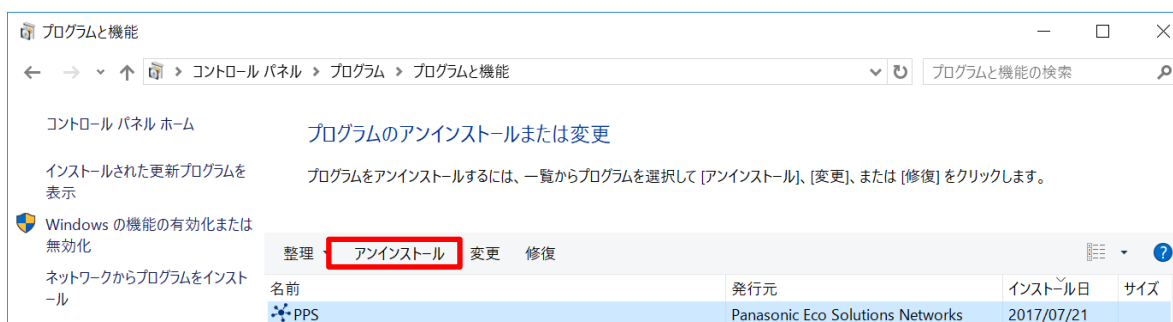 プログラムと機能
コントロール パネル > プログラム > プログラムと機能
プログラムと機能の検索
コントロール パネル ホーム
プログラムのアンインストールまたは変更
インストールされた更新プログラムを
表示
プログラムをアンインストールするには、一覧からプログラムを選択して [アンインストール]、[変更]、または [修復] をクリックします。
Windows の機能の有効化または
無効化
ネットワークからプログラムをインスト
ール
整理 アンインストール 変更 修復
名前 発行元 インストール日 サイズ
PPS Panasonic Eco Solutions Networks 2017/07/21